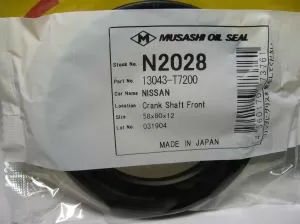 MUSASHI OIL SEAL
Stock No. N2028
Part No. 13043-T7200
Car Name NISSAN
Location Crank Shaft Front
Size 58x80x12
Lot No 031904
MADE IN JAPAN